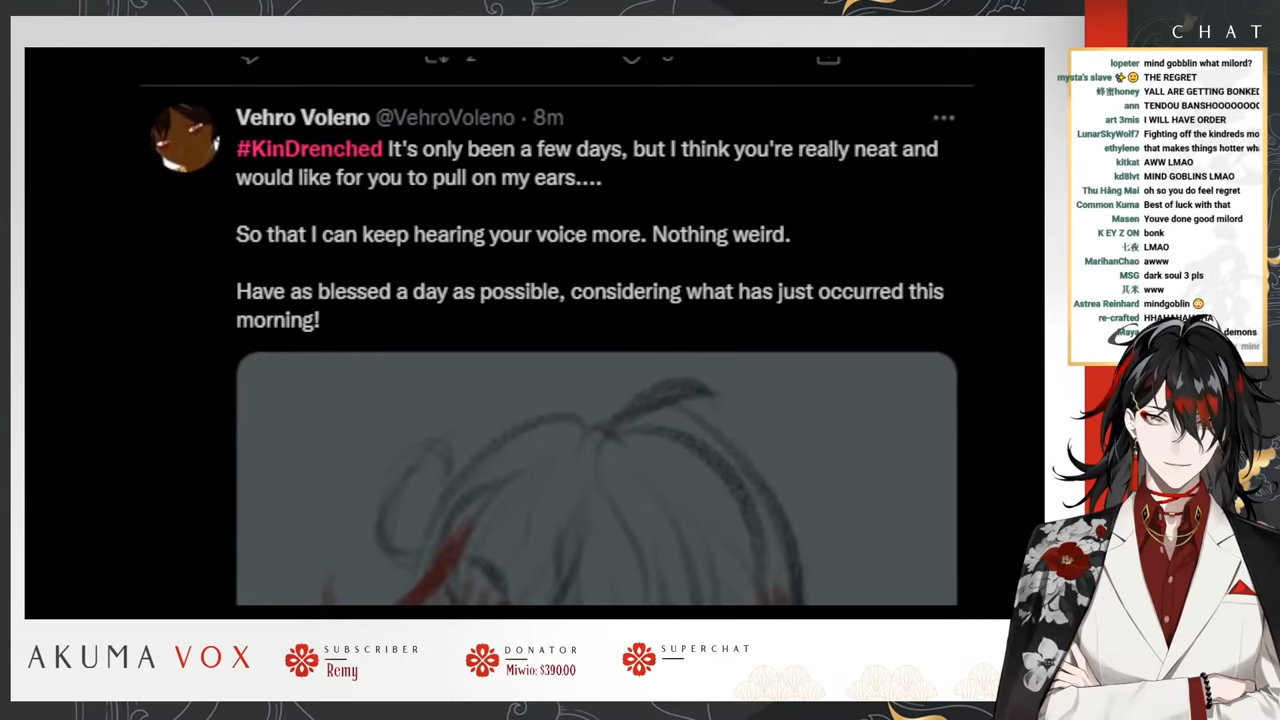 CHAT
Vehro Voleno @VehroVoleno · 8m
#KinDrenched It's only been a few days, but I think you're really neat and
would like for you to pull on my ears....
So that I can keep hearing your voice more. Nothing weird.
Have as blessed a day as possible, considering what has just occurred this
morning!
lopeter mind gobblin what milord?
mysta's slave ✨😐 THE REGRET
蜂蜜honey YALL ARE GETTING BONKED
ann TENDOU BANSHOOOOOOO
art 3mis I WILL HAVE ORDER
LunarSkyWolf7 Fighting off the kindreds mo
ethylene that makes things hotter wh
kitkat AWW LMAO
kd8lvt MIND GOBLINS LMAO
Thu Hằng Mai oh so you do feel regret
Common Kuma Best of luck with that
Masen Youve done good milord
K EY Z ON bonk
七夜 LMAO
MarihanChao awww
MSG dark soul 3 pls
其米 www
Astrea Reinhard mindgoblin 😳
re-crafted
Maya demons
AKUMA VOX
SUBSCRIBER
Remy
DONATOR
Miwio: $390.00
SUPERCHAT